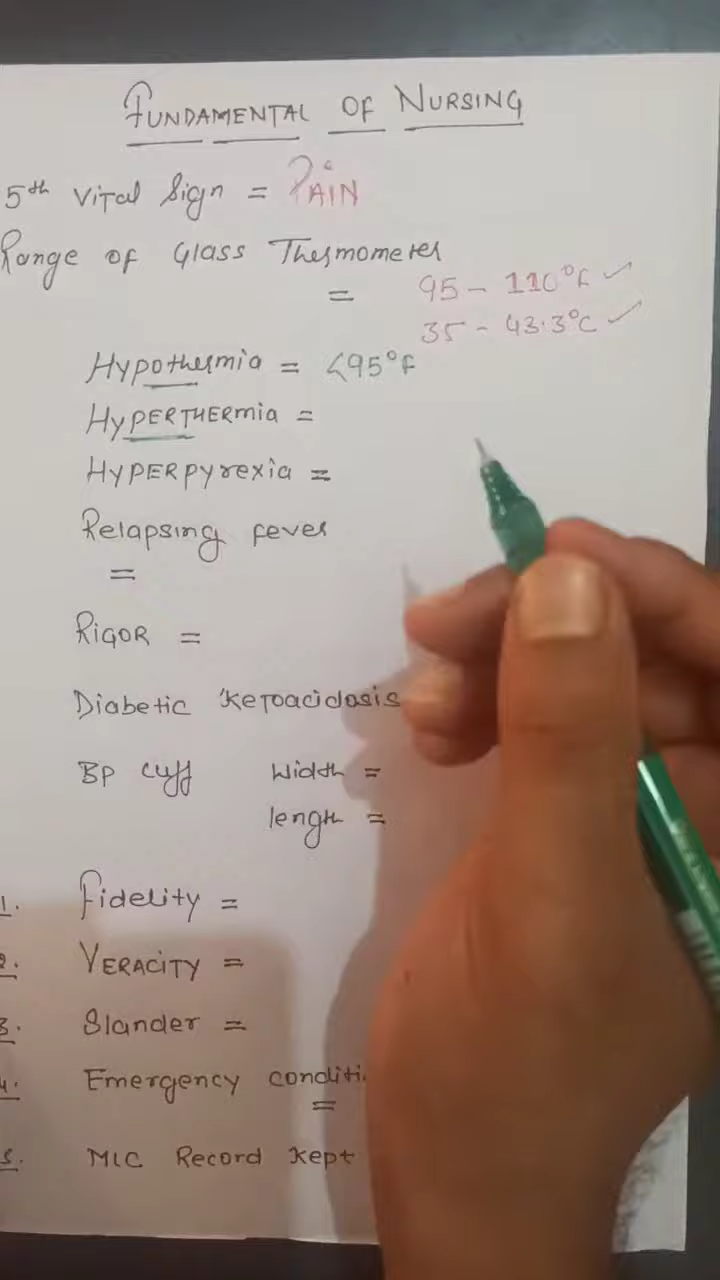 FUNDAMENTAL OF NURSING
5th Vital Sign = PAIN
Range of Glass Thermometer
= 95 - 110°F ✓
35 - 43.3°C ✓
Hypothermia = <95°F
HyPERTHERmia =
HyPERpyrexia =
Relapsing fever
=
RIGOR =
Diabetic Ketoacidosis
BP cuff width =
length =
1. Fidelity =
2. VERACITY =
3. Slander =
4. Emergency conditi
=
5. MLC Record kept